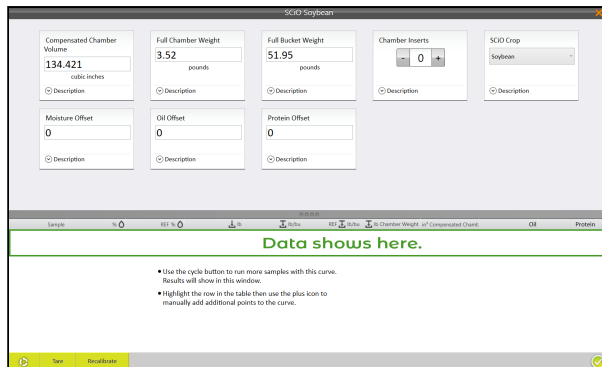 SCiO Soybean
Compensated Chamber Volume
134.421
cubic inches
Description
Full Chamber Weight
3.52
pounds
Description
Full Bucket Weight
51.95
pounds
Description
Chamber Inserts
- 0 +
Description
SCiO Crop
Soybean
Description
Moisture Offset
0
Description
Oil Offset
0
Description
Protein Offset
0
Description
Sample % REF % lb lb/bu REF lb/bu lb Chamber Weight in³ Compensated Chamb. Oil Protein
Data shows here.
• Use the cycle button to run more samples with this curve.
Results will show in this window.
• Highlight the row in the table then use the plus icon to
manually add additional points to the curve.
Tare Recalibrate